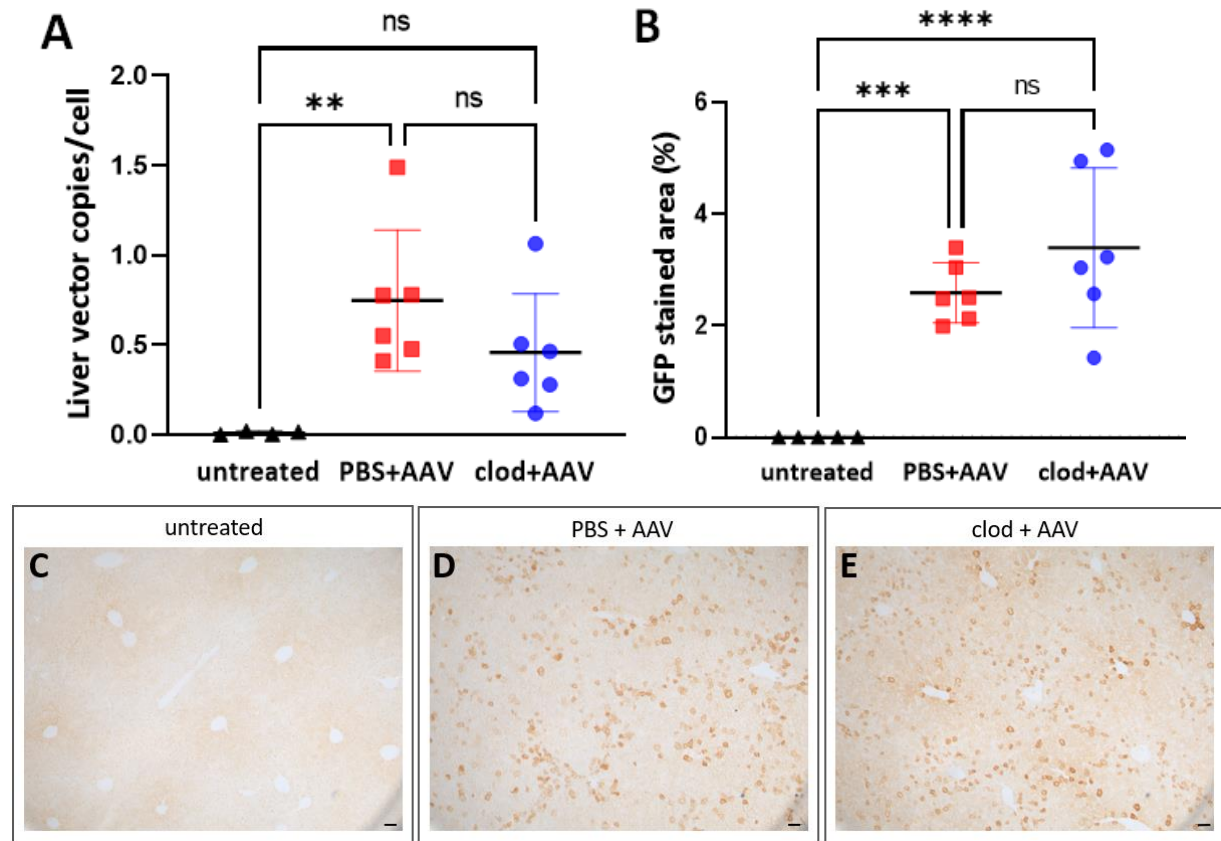 A
ns
**
ns
Liver vector copies/cell
2.0
1.5
1.0
0.5
0.0
untreated PBS+AAV clod+AAV
B
****
***
ns
GFP stained area (%)
6
4
2
0
untreated PBS+AAV clod+AAV
untreated
C
PBS + AAV
D
clod + AAV
E